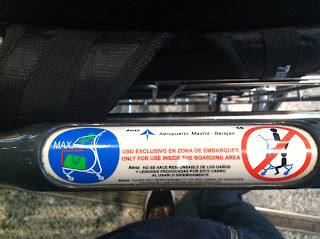 Aena Aeropuerto Madrid-Barajas
MAX
USO EXCLUSIVO EN ZONA DE EMBARQUES
ONLY FOR USE INSIDE THE BOARDING AREA
Aena NO SE HACE RESPONSABLE DE LOS DAÑOS
Y LESIONES PROVOCADAS POR ESTE CARRO
AL USARLO INDEBIDAMENTE